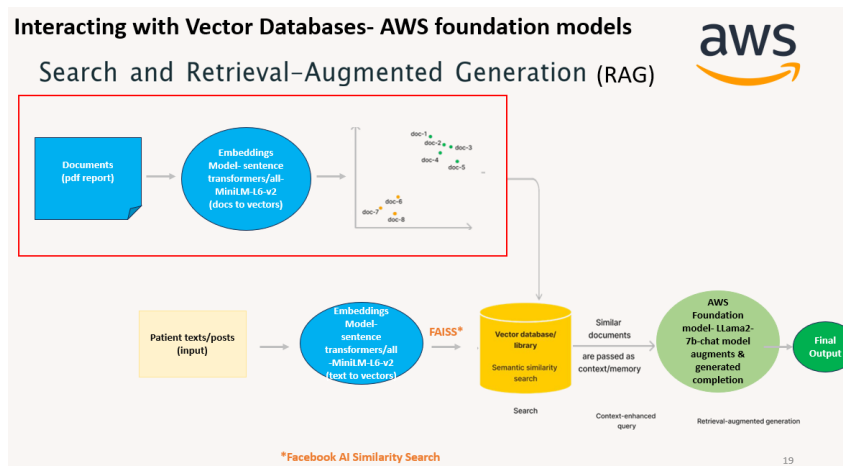 Interacting with Vector Databases- AWS foundation models
aws
Search and Retrieval-Augmented Generation (RAG)
Documents
(pdf report)
Embeddings
Model- sentence
transformers/all-
MiniLM-L6-v2
(docs to vectors)
doc-1
doc-2
doc-3
doc-4
doc-5
doc-6
doc-7
doc-8
Patient texts/posts
(input)
Embeddings
Model-
sentence
transformers/all
-MiniLM-L6-v2
(text to vectors)
FAISS*
Vector database/
library
Semantic similarity
search
Search
Similar
documents
are passed as
context/memory
Context-enhanced
query
AWS
Foundation
model- LLama2-
7b-chat model
augments &
generated
completion
Retrieval-augmented generation
Final
Output
*Facebook AI Similarity Search
19